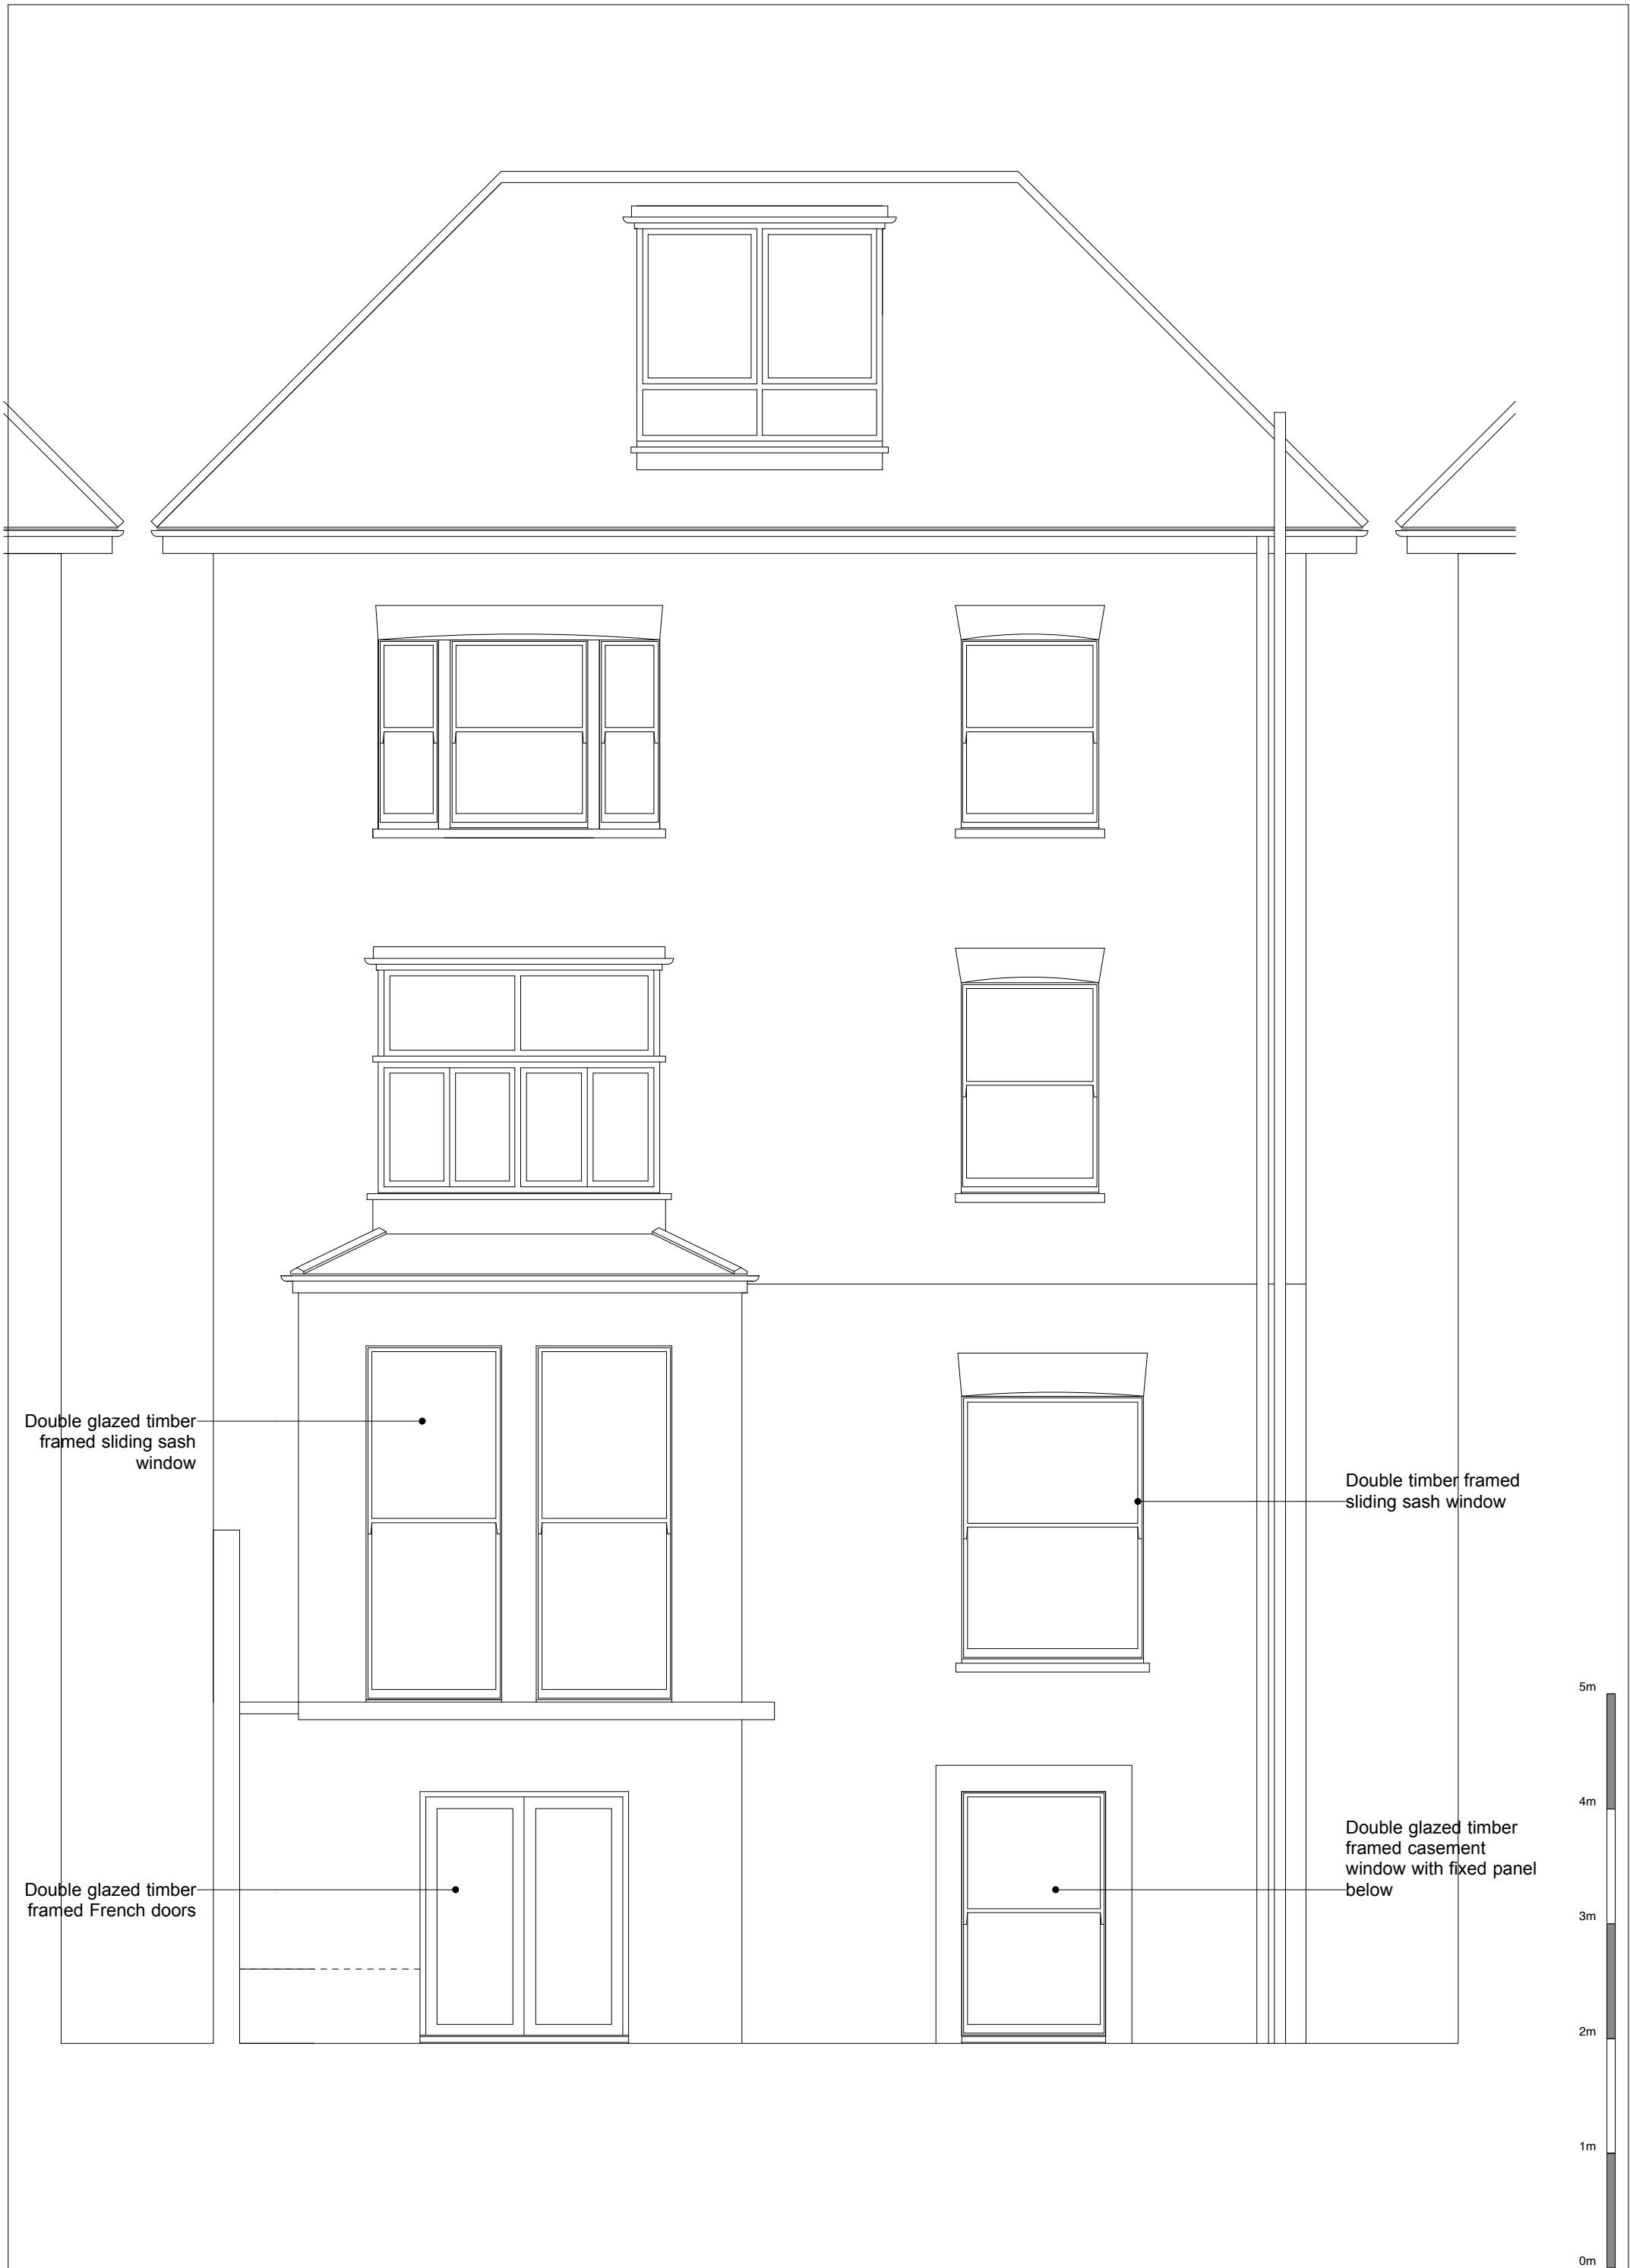 Double glazed timber
framed sliding sash
window
Double timber framed
sliding sash window
Double glazed timber
framed casement
window with fixed panel
below
Double glazed timber
framed French doors
5m
4m
3m
2m
1m
0m